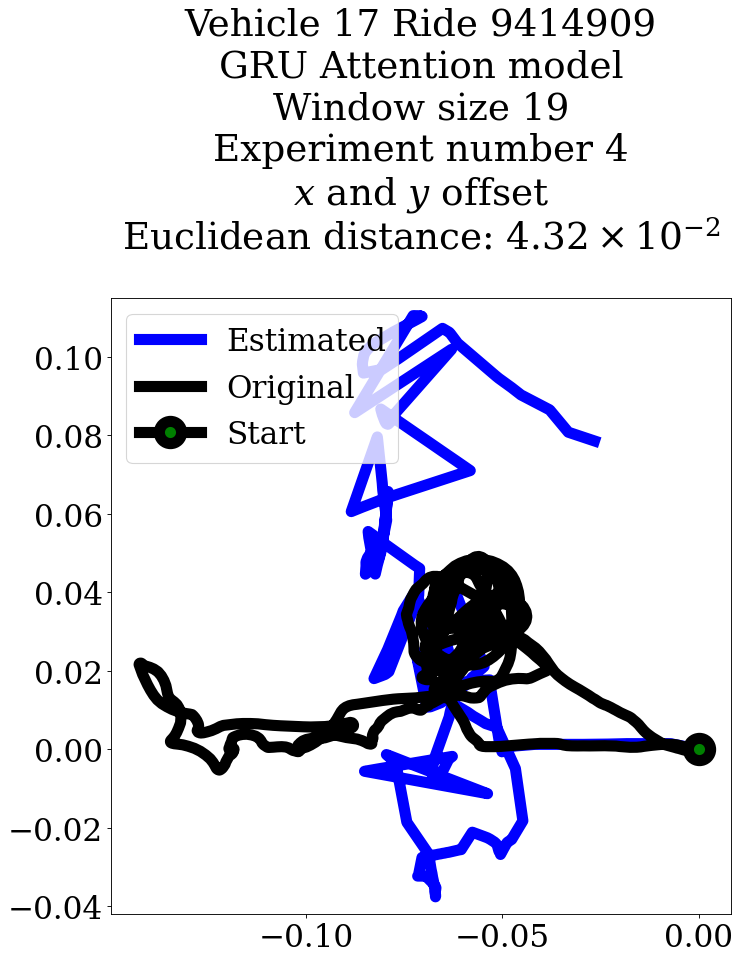 Vehicle 17 Ride 9414909
GRU Attention model
Window size 19
Experiment number 4
x and y offset
Euclidean distance: 4.32 × 10⁻²
Estimated
Original
Start
0.10
0.08
0.06
0.04
0.02
0.00
−0.02
−0.04
−0.10
−0.05
0.00